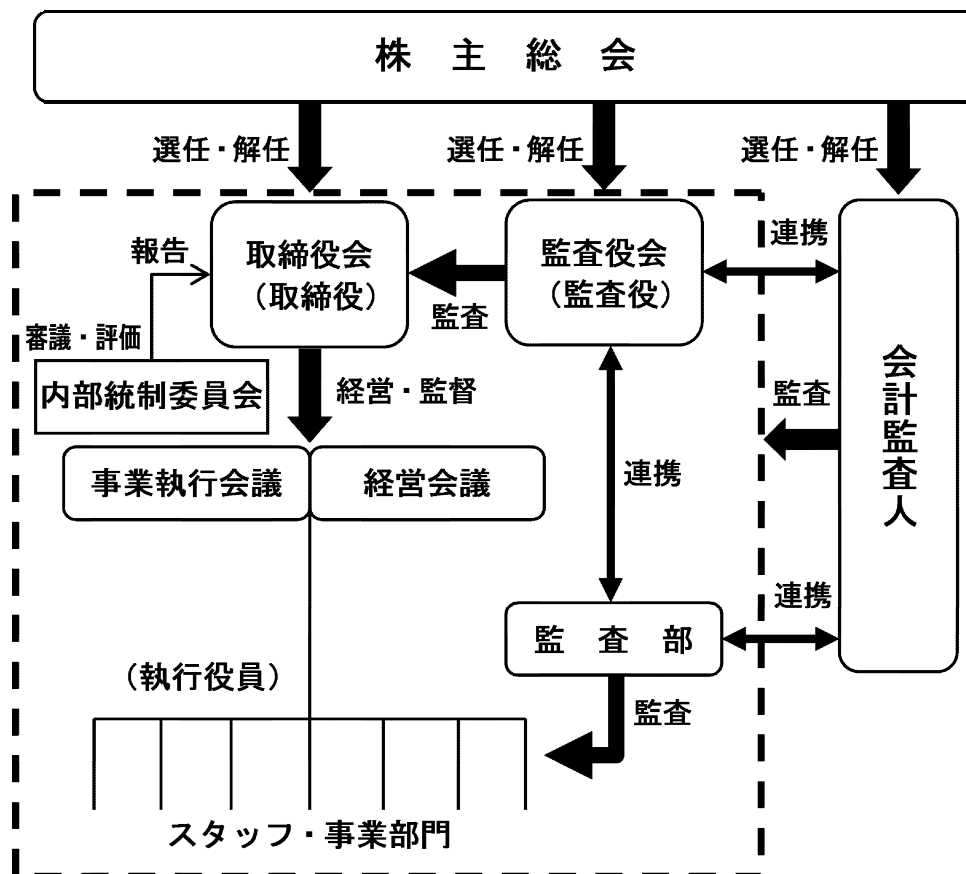 株主総会
選任・解任
選任・解任
選任・解任
取締役会
（取締役）
監査役会
（監査役）
連携
報告
監査
審議・評価
内部統制委員会
経営・監督
監査
会計監査人
事業執行会議
経営会議
連携
連携
監査部
（執行役員）
監査
スタッフ・事業部門